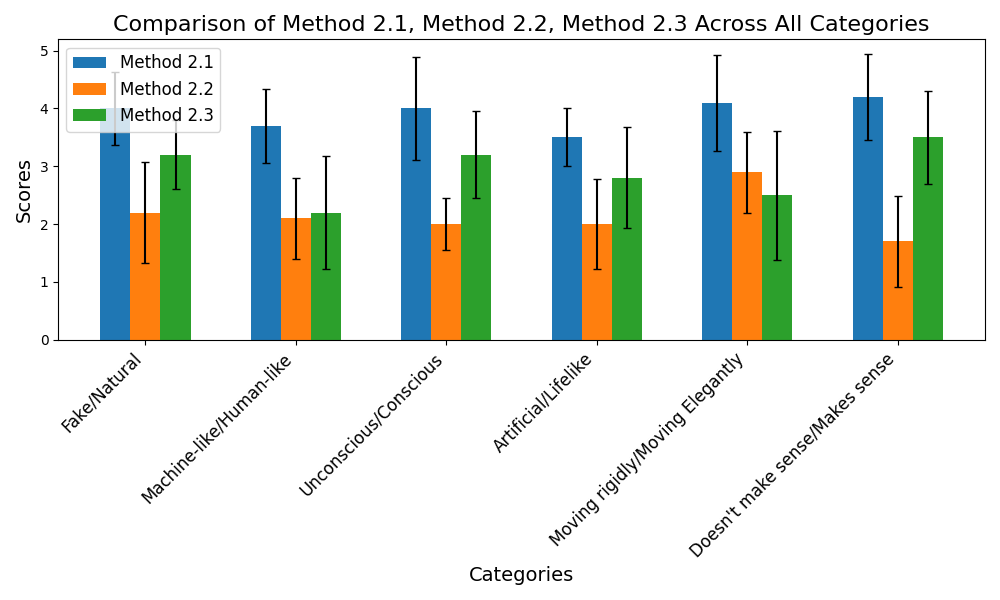 Comparison of Method 2.1, Method 2.2, Method 2.3 Across All Categories
Method 2.1
Method 2.2
Method 2.3
Scores
5
4
3
2
1
0
Fake/Natural
Machine-like/Human-like
Unconscious/Conscious
Artificial/Lifelike
Moving rigidly/Moving Elegantly
Doesn't make sense/Makes sense
Categories